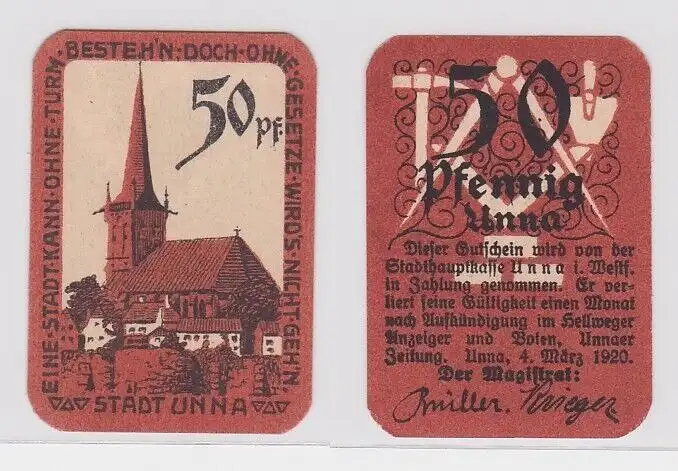 EINE·STADT·KANN·OHNE·TURM·BESTEH'N·DOCH·OHNE·GESETZE·WIRDS·NICHT·GEH'N
50 Pf.
STADT UNNA
50
Pfennig
Unna
Dieser Gutschein wird von der
Stadthauptkasse Unna i. Westf.
in Zahlung genommen. Er ver-
liert seine Gültigkeit einen Monat
nach Aufkündigung im Hellweger
Anzeiger und Boten, Unnaer
Zeitung. Unna, 4. März 1920.
Der Magistrat:
Krieger